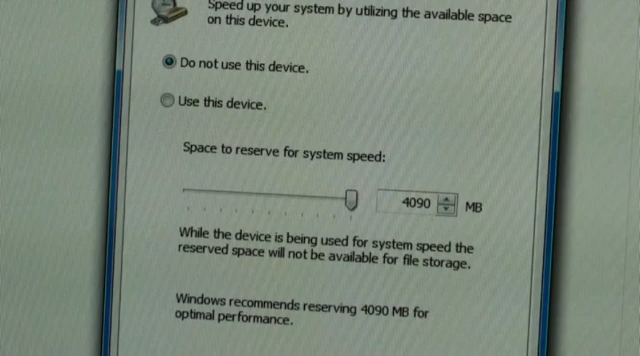 Speed up your system by utilizing the available space
on this device.
Do not use this device.
Use this device.
Space to reserve for system speed:
4090 MB
While the device is being used for system speed the
reserved space will not be available for file storage.
Windows recommends reserving 4090 MB for
optimal performance.